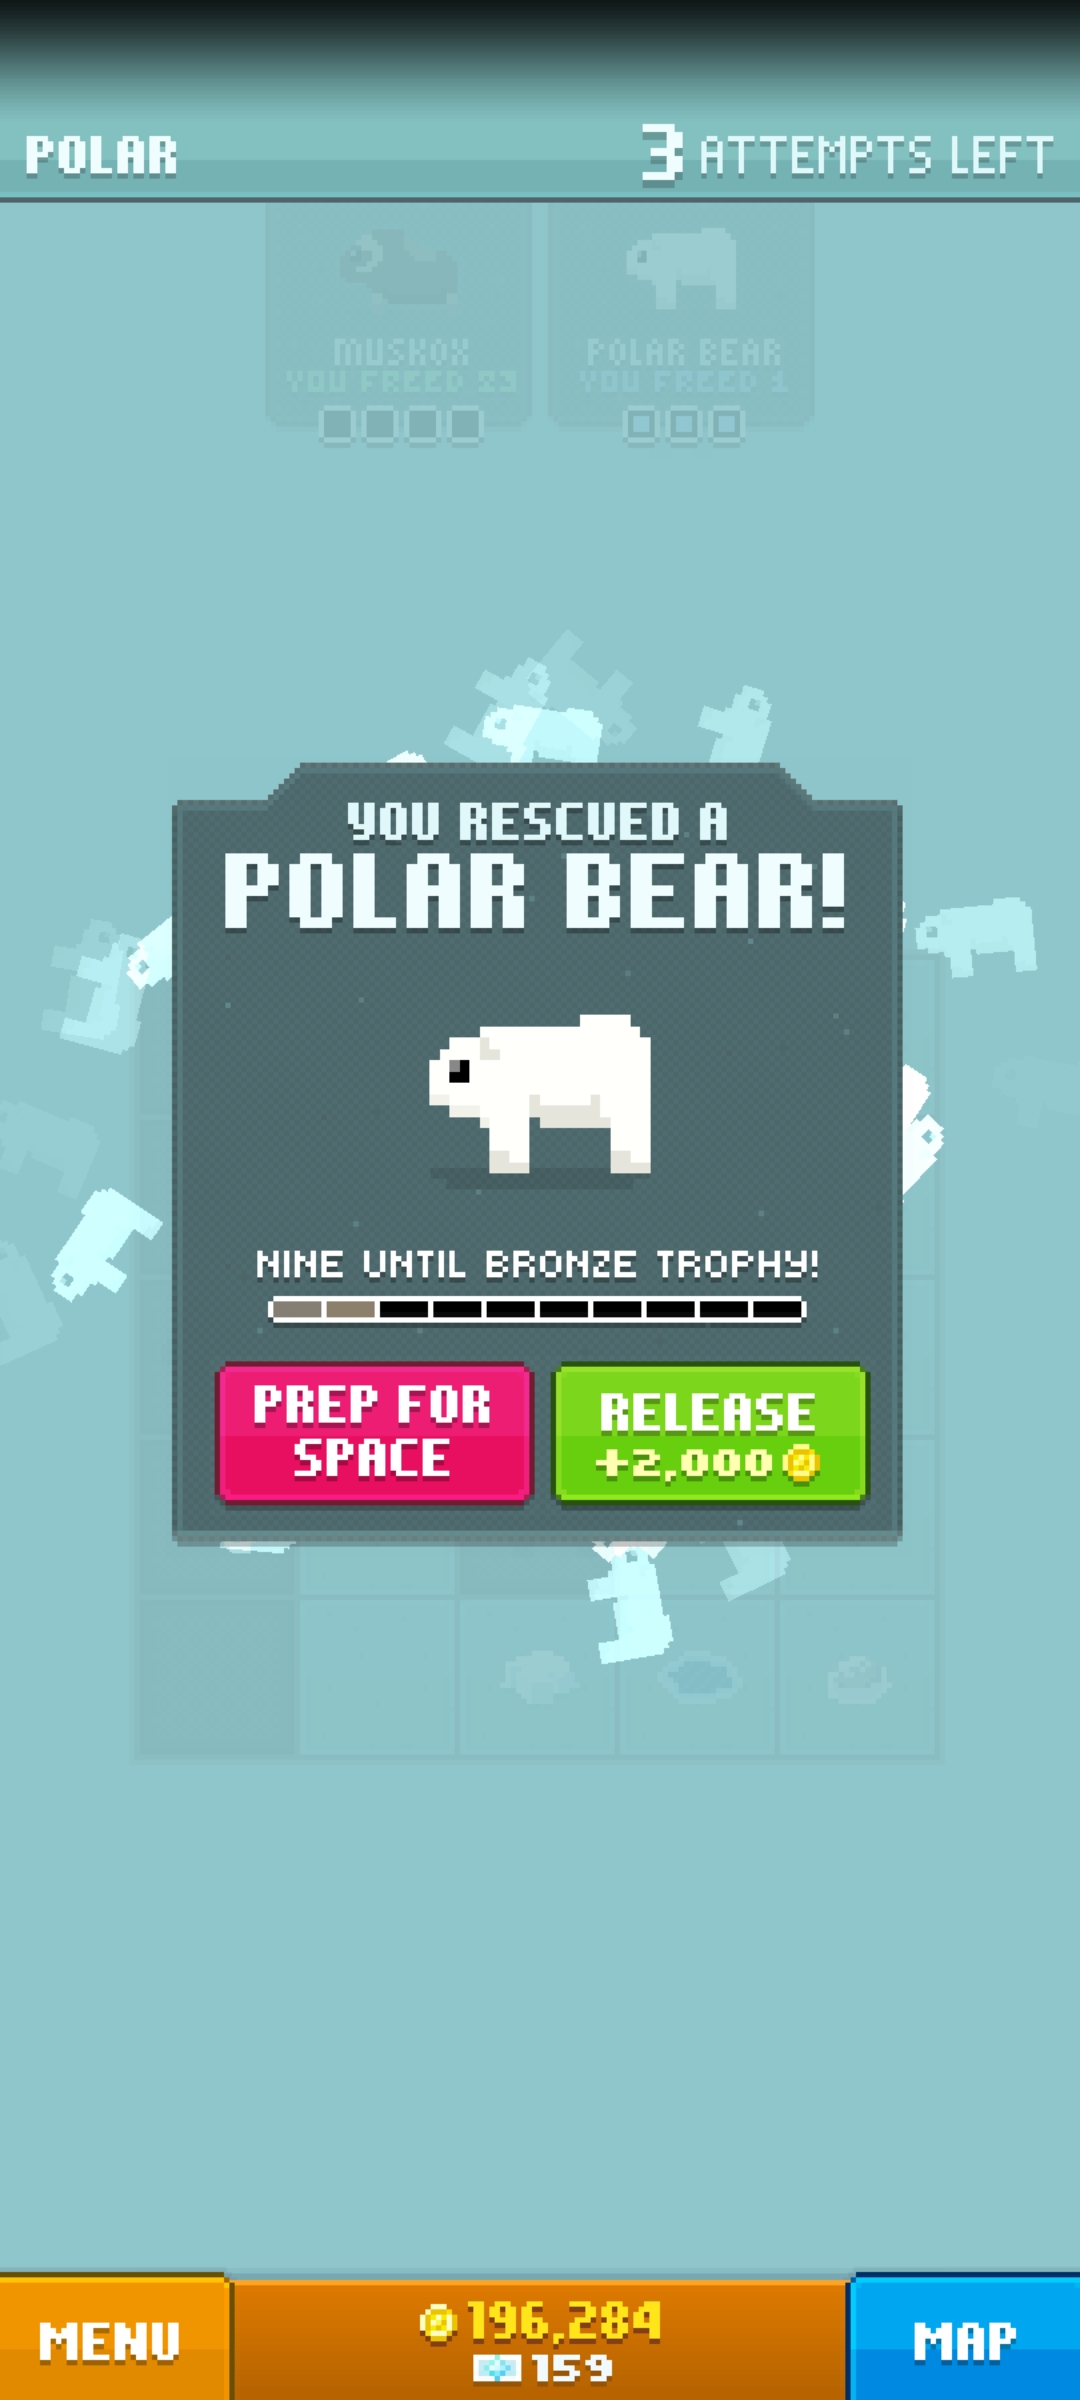 POLAR
3 ATTEMPTS LEFT
MUSKOX
YOU FREED 23
POLAR BEAR
YOU FREED 1
YOU RESCUED A
POLAR BEAR!
NINE UNTIL BRONZE TROPHY!
PREP FOR
SPACE
RELEASE
+2,000
MENU
196,284
159
MAP